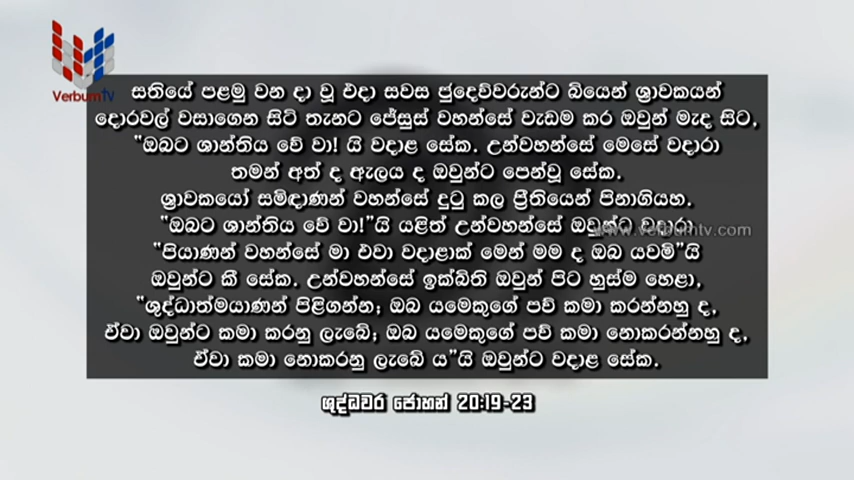 VerbumTV
සතියේ පළමු වන දා වූ එදා සවස ජුදෙව්වරුන්ට බියෙන් ශ්‍රාවකයන්
දොරවල් වසාගෙන සිටි තැනට ජේසුස් වහන්සේ වැඩම කර ඔවුන් මැද සිට,
"ඔබට ශාන්තිය වේ වා! යි වදාළ සේක. උන්වහන්සේ මෙසේ වදාරා
තමන් අත් ද ඇලය ද ඔවුන්ට පෙන්වූ සේක.
ශ්‍රාවකයෝ සමිඳාණන් වහන්සේ දුටු කල ප්‍රීතියෙන් පිනාගියහ.
"ඔබට ශාන්තිය වේ වා!"යි යළිත් උන්වහන්සේ ඔවුන්ට වදාරා
www.verbumtv.com
"පියාණන් වහන්සේ මා එවා වදාළාක් මෙන් මම ද ඔබ යවමි"යි
ඔවුන්ට කී සේක. උන්වහන්සේ ඉක්බිති ඔවුන් පිට හුස්ම හෙළා,
"ශුද්ධාත්මයාණන් පිළිගන්න; ඔබ යමෙකුගේ පව් කමා කරන්නහු ද,
ඒවා ඔවුන්ට කමා කරනු ලැබේ; ඔබ යමෙකුගේ පව් කමා නොකරන්නහු ද,
ඒවා කමා නොකරනු ලැබේ ය"යි ඔවුන්ට වදාළ සේක.
ශුද්ධවර ජොහන් 20:19-23